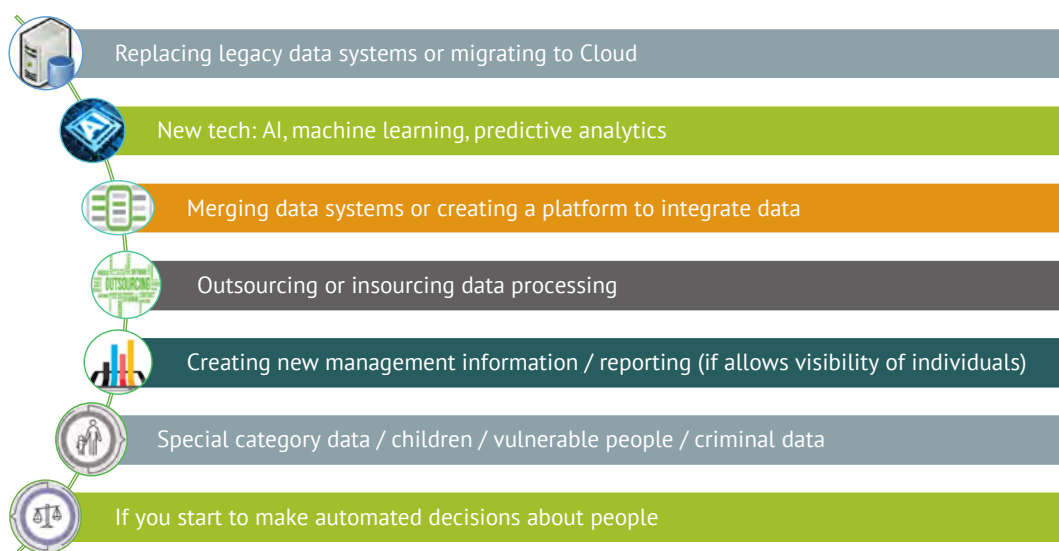 Replacing legacy data systems or migrating to Cloud
AI
New tech: AI, machine learning, predictive analytics
Merging data systems or creating a platform to integrate data
OUTSOURCING
Outsourcing or insourcing data processing
Creating new management information / reporting (if allows visibility of individuals)
Special category data / children / vulnerable people / criminal data
If you start to make automated decisions about people